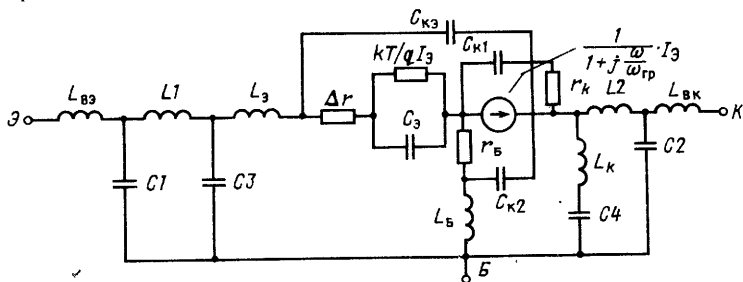 Cкэ
Cк1
1
1+j ω/ωгр · Iэ
kT/qIэ
Э
Lвэ
L1
Lэ
Δr
Cэ
rБ
rk
L2
Lвк
К
C1
C3
Cк2
Lк
C2
LБ
C4
Б